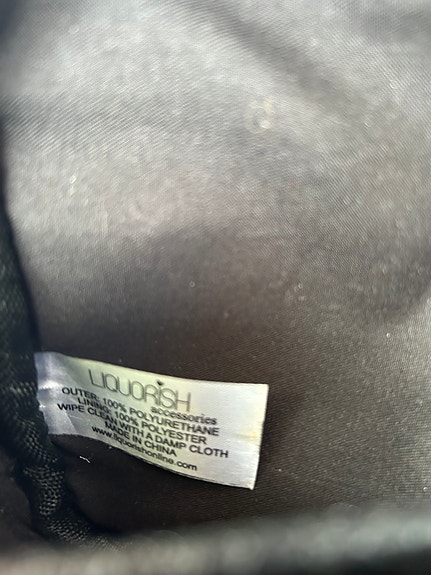 LIQUORISH
accessories
OUTER: 100% POLYURETHANE
LINING: 100% POLYESTER
WIPE CLEAN WITH A DAMP CLOTH
MADE IN CHINA
www.liquorishonline.com